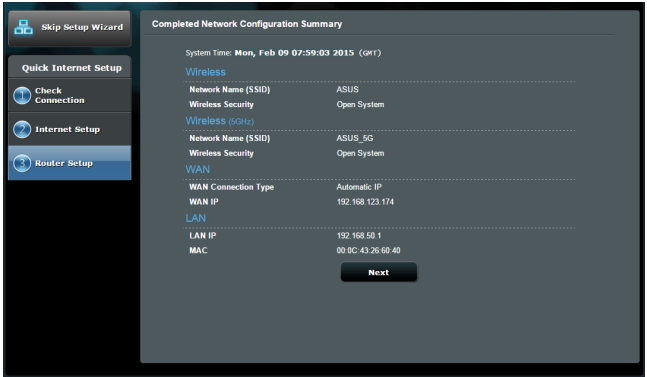 Skip Setup Wizard
Quick Internet Setup
1 Check
Connection
2 Internet Setup
3 Router Setup
Completed Network Configuration Summary
System Time: Mon, Feb 09 07:59:03 2015 (GMT)
Wireless
Network Name (SSID) ASUS
Wireless Security Open System
Wireless (5GHz)
Network Name (SSID) ASUS_5G
Wireless Security Open System
WAN
WAN Connection Type Automatic IP
WAN IP 192.168.123.174
LAN
LAN IP 192.168.50.1
MAC 00:0C:43:26:60:40
Next